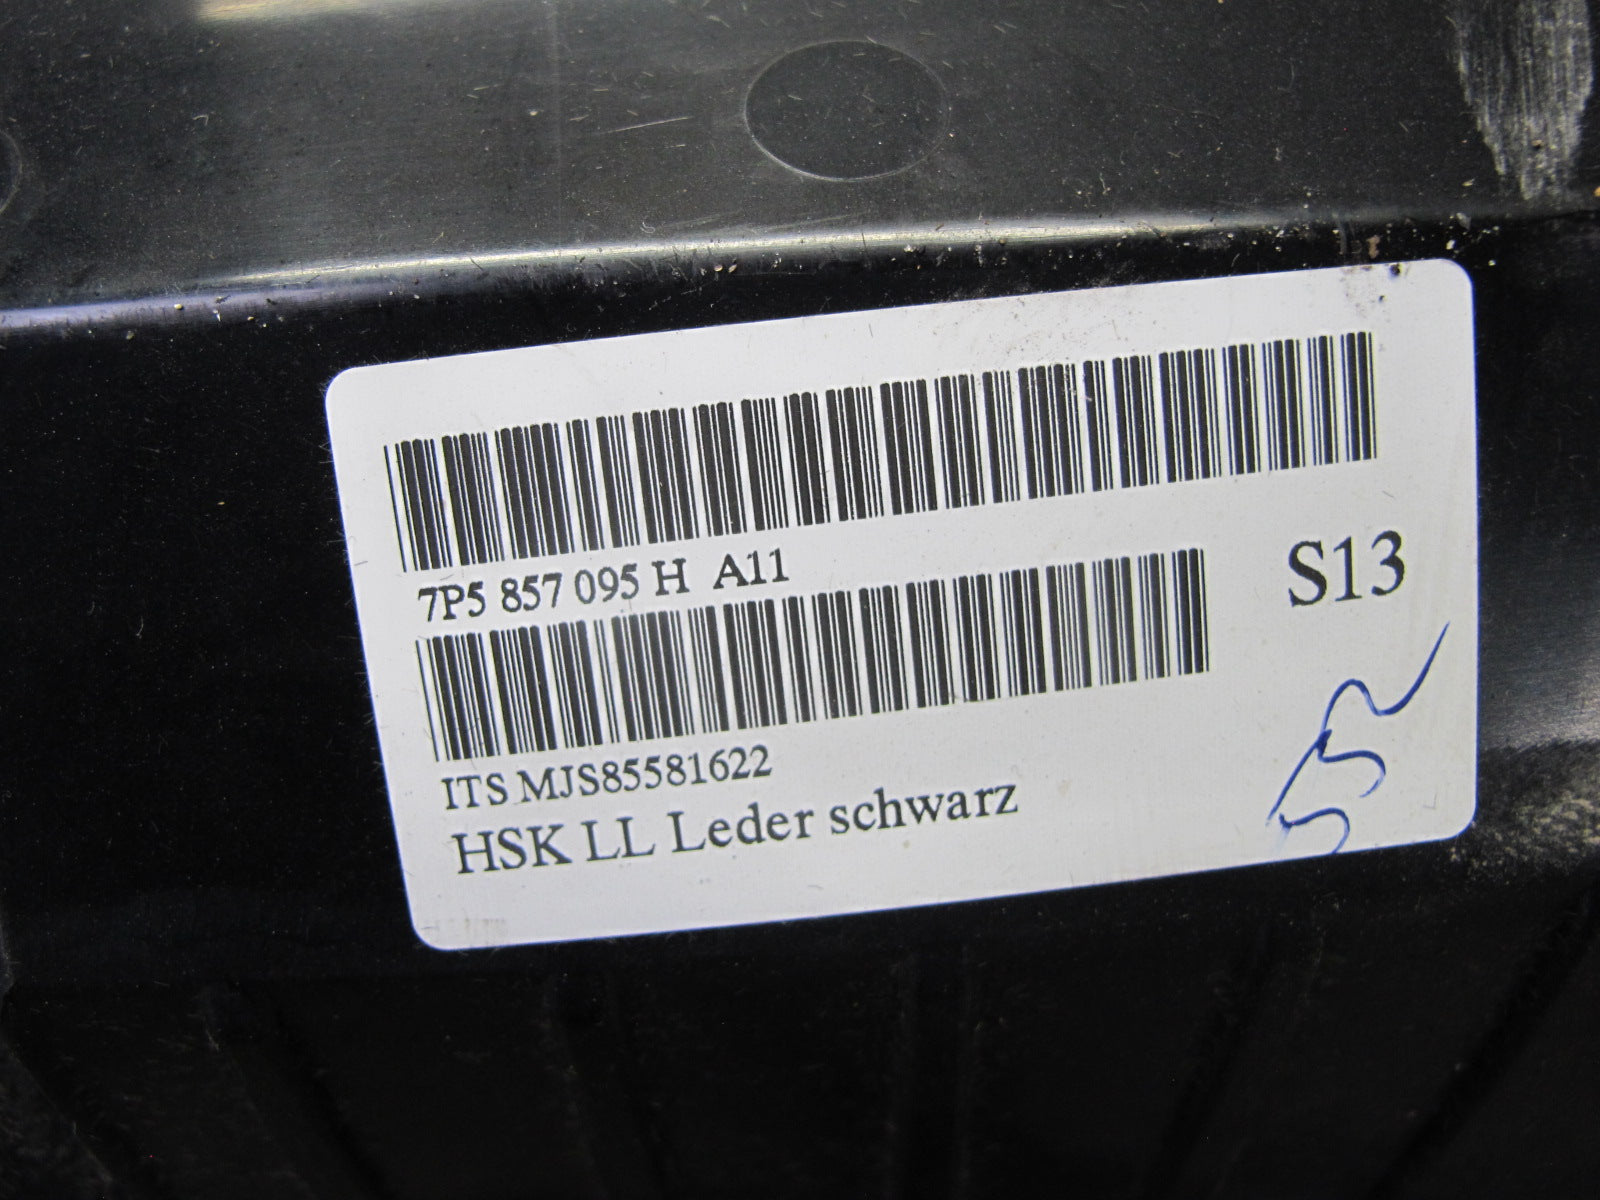 7P5 857 095 H A11
S13
ITS MJS85581622
HSK LL Leder schwarz